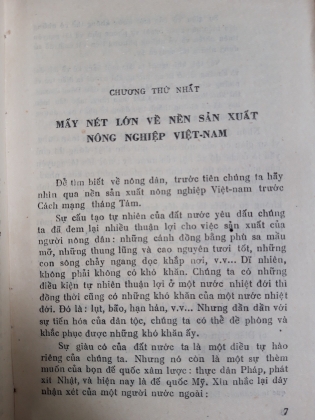 CHƯƠNG THỨ NHẤT
MẤY NÉT LỚN VỀ NỀN SẢN XUẤT
NÔNG NGHIỆP VIỆT-NAM
Để tìm biết về nông dân, trước tiên chúng ta hãy
nhìn qua nền sản xuất nông nghiệp Việt-nam trước
Cách mạng tháng Tám.
Sự cấu tạo tự nhiên của đất nước yêu dấu chúng
ta đã đem lại nhiều thuận lợi cho việc sản xuất của
người nông dân: những cánh đồng bằng phù sa mầu
mỡ, những thung lũng và cao nguyên tươi tốt, những
con sông chảy ngang dọc khắp nơi, v.v... Dĩ nhiên,
không phải không có khó khăn. Chúng ta có những
điều kiện tự nhiên thuận lợi ở một nước nhiệt đới thì
đồng thời cũng có những khó khăn của một nước nhiệt
đới. Đó là: lụt, bão, hạn hán, v.v... Nhưng dần dần với
sự tiến hóa của dân tộc, chúng ta có thể đề phòng và
khắc phục được những khó khăn ấy.
Sự giàu có của đất nước ta là một điều tự hào
riêng của chúng ta. Nhưng nó còn là một sự thèm
muốn của bọn đế quốc xâm lược: thực dân Pháp, phát
xít Nhật, và hiện nay là đế quốc Mỹ. Xin nhắc lại đây
nhận xét của một người nước ngoài:
7